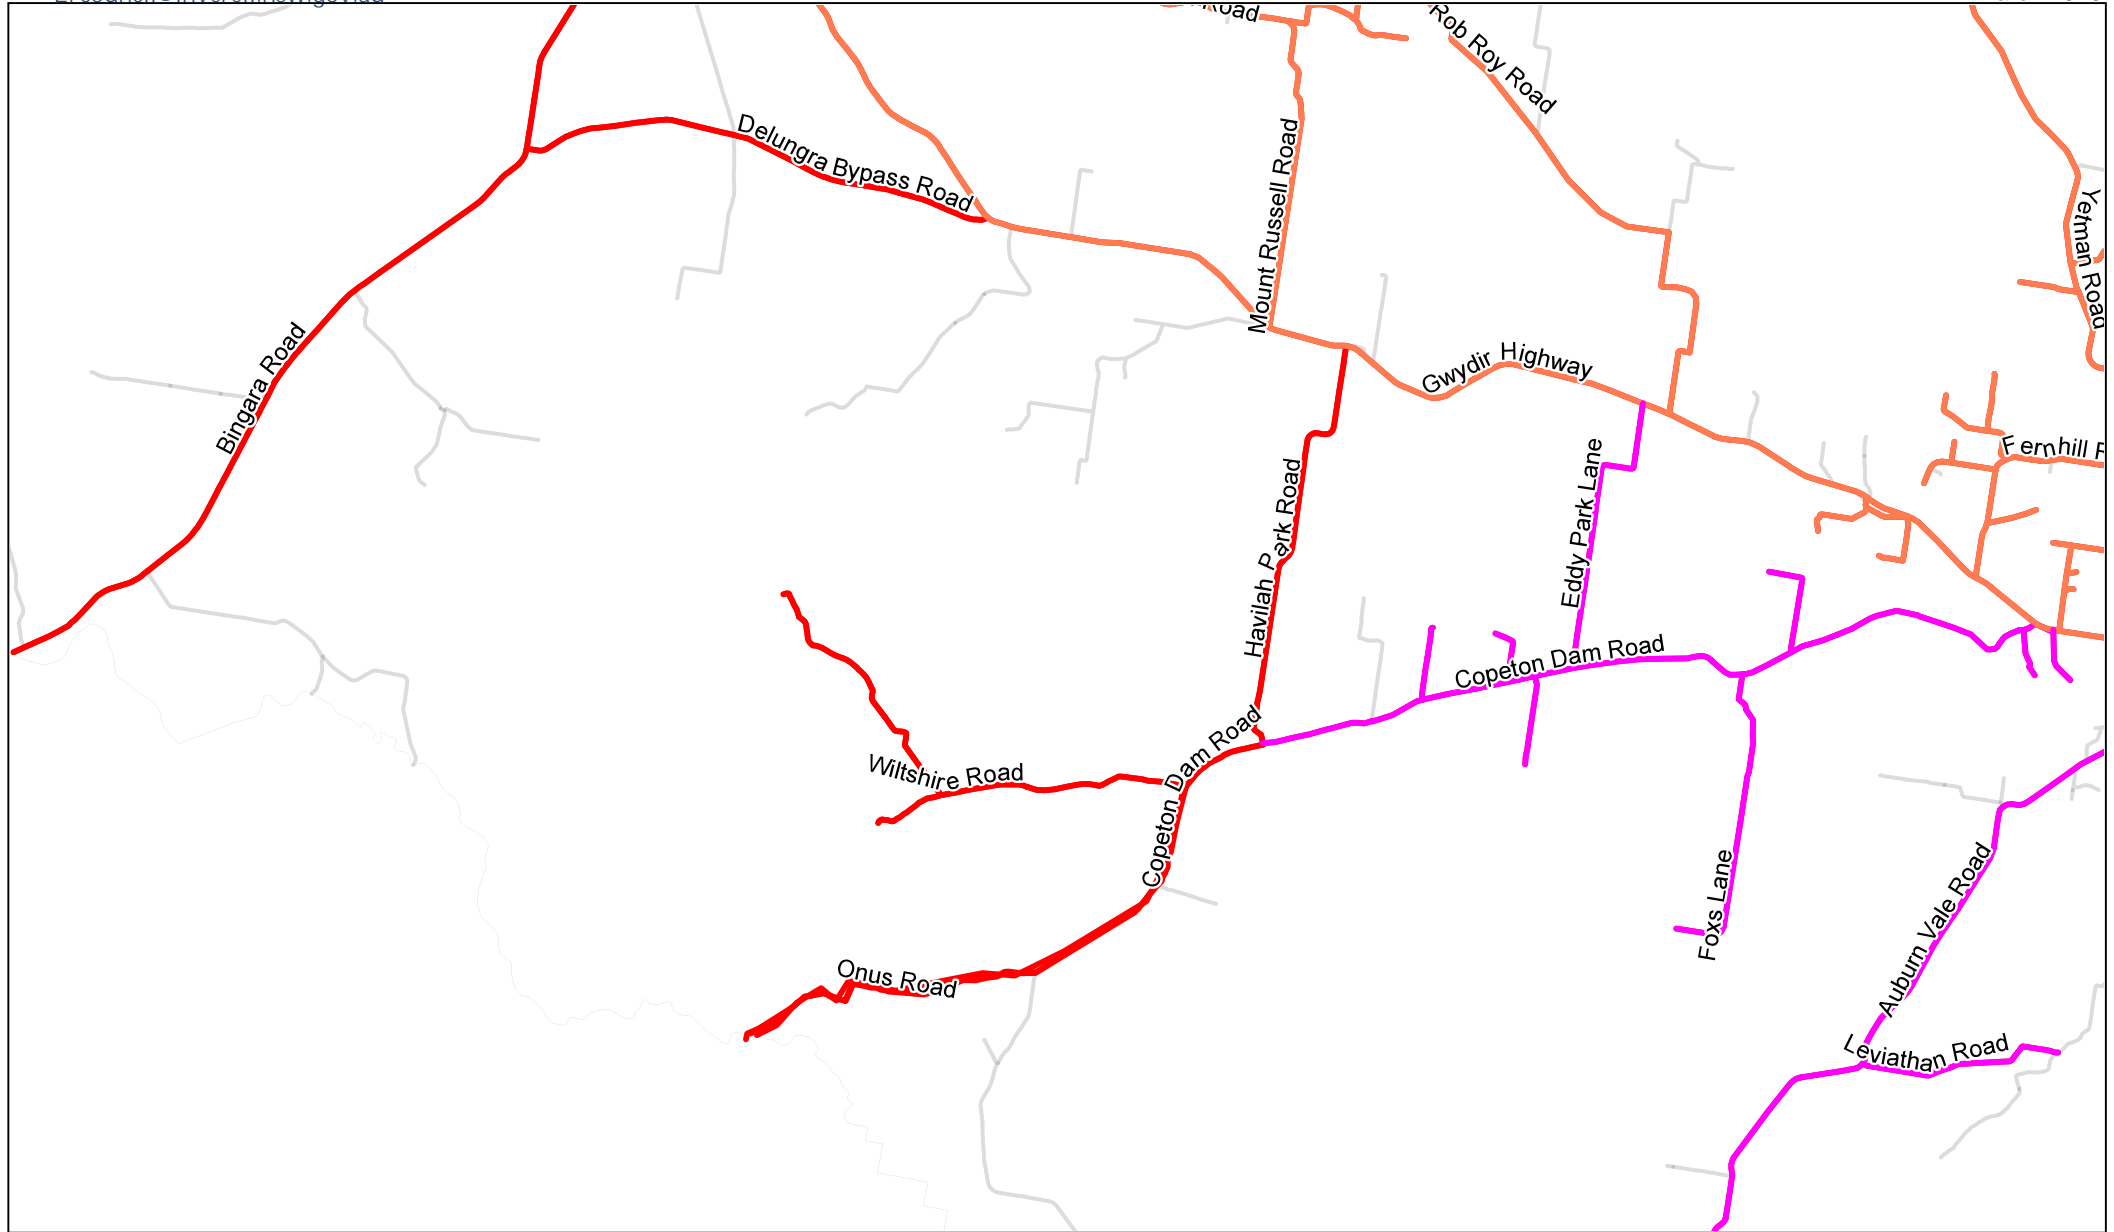 Road
Rob Roy Road
Delungra Bypass Road
Mount Russell Road
Yetman Road
Bingara Road
Gwydir Highway
Fernhill R
Havilah Park Road
Eddy Park Lane
Copeton Dam Road
Wiltshire Road
Copeton Dam Road
Foxs Lane
Auburn Vale Road
Onus Road
Leviathan Road